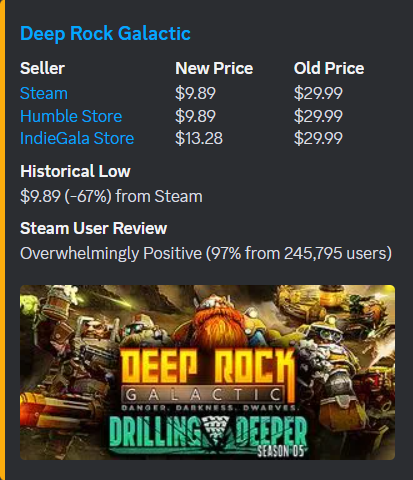 Deep Rock Galactic
Seller New Price Old Price
Steam $9.89 $29.99
Humble Store $9.89 $29.99
IndieGala Store $13.28 $29.99
Historical Low
$9.89 (-67%) from Steam
Steam User Review
Overwhelmingly Positive (97% from 245,795 users)
DEEP ROCK
GALACTIC
DANGER. DARKNESS. DWARVES.
DRILLING DEEPER
SEASON 05